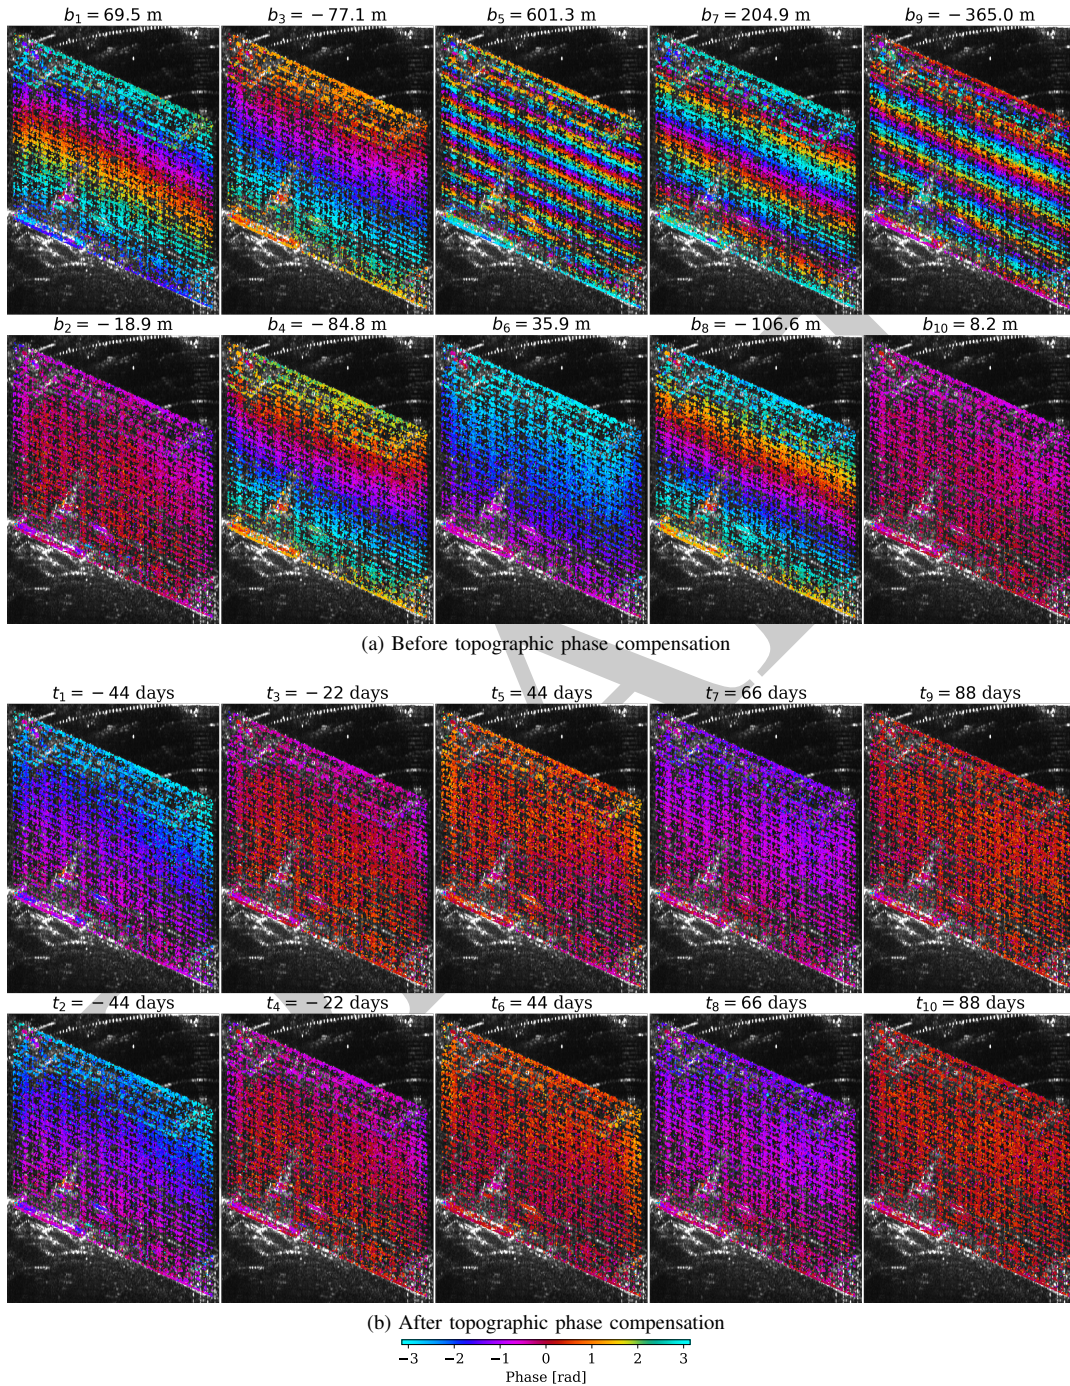 b₁ = 69.5 m b₃ = −77.1 m b₅ = 601.3 m b₇ = 204.9 m b₉ = −365.0 m
b₂ = −18.9 m b₄ = −84.8 m b₆ = 35.9 m b₈ = −106.6 m b₁₀ = 8.2 m
(a) Before topographic phase compensation
t₁ = −44 days t₃ = −22 days t₅ = 44 days t₇ = 66 days t₉ = 88 days
t₂ = −44 days t₄ = −22 days t₆ = 44 days t₈ = 66 days t₁₀ = 88 days
(b) After topographic phase compensation
−3 −2 −1 0 1 2 3
Phase [rad]